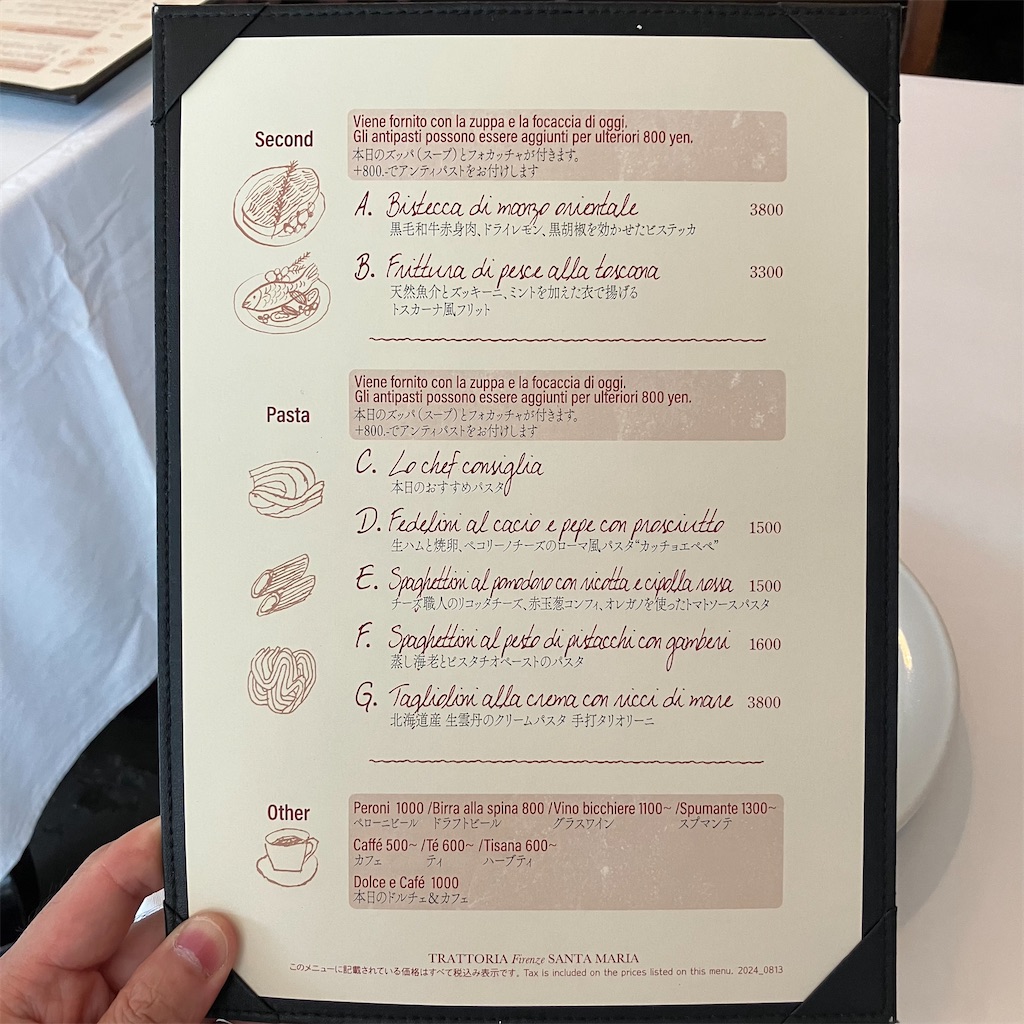 Second
Viene fornito con la zuppa e la focaccia di oggi.
Gli antipasti possono essere aggiunti per ulteriori 800 yen.
本日のズッパ(スープ)とフォカッチャが付きます。
+800.-でアンティパストをお付けします
A. Bistecca di manzo orientale 3800
黒毛和牛赤身肉、ドライレモン、黒胡椒を効かせたビステッカ
B. Frittura di pesce alla toscana 3300
天然魚介とズッキーニ、ミントを加えた衣で揚げる
トスカーナ風フリット
Pasta
Viene fornito con la zuppa e la focaccia di oggi.
Gli antipasti possono essere aggiunti per ulteriori 800 yen.
本日のズッパ(スープ)とフォカッチャが付きます。
+800.-でアンティパストをお付けします
C. Lo chef consiglia
本日のおすすめパスタ
D. Fedelini al cacio e pepe con prosciutto 1500
生ハムと焼卵、ペコリーノチーズのローマ風パスタ“カッチョエペペ”
E. Spaghettini al pomodoro con ricotta e cipolla rossa 1500
チーズ職人のリコッタチーズ、赤玉葱コンフィ、オレガノを使ったトマトソースパスタ
F. Spaghettini al pesto di pistacchi con gamberi 1600
蒸し海老とピスタチオペーストのパスタ
G. Tagliolini alla crema con ricci di mare 3800
北海道産 生雲丹のクリームパスタ 手打タリオリーニ
Other
Peroni 1000 /Birra alla spina 800 /Vino bicchiere 1100~ /Spumante 1300~
ペローニビール ドラフトビール グラスワイン スプマンテ
Caffé 500~ /Té 600~ /Tisana 600~
カフェ ティ ハーブティ
Dolce e Café 1000
本日のドルチェ&カフェ
TRATTORIA Firenze SANTA MARIA
このメニューに記載されている価格はすべて税込み表示です。Tax is included on the prices listed on this menu. 2024_0813